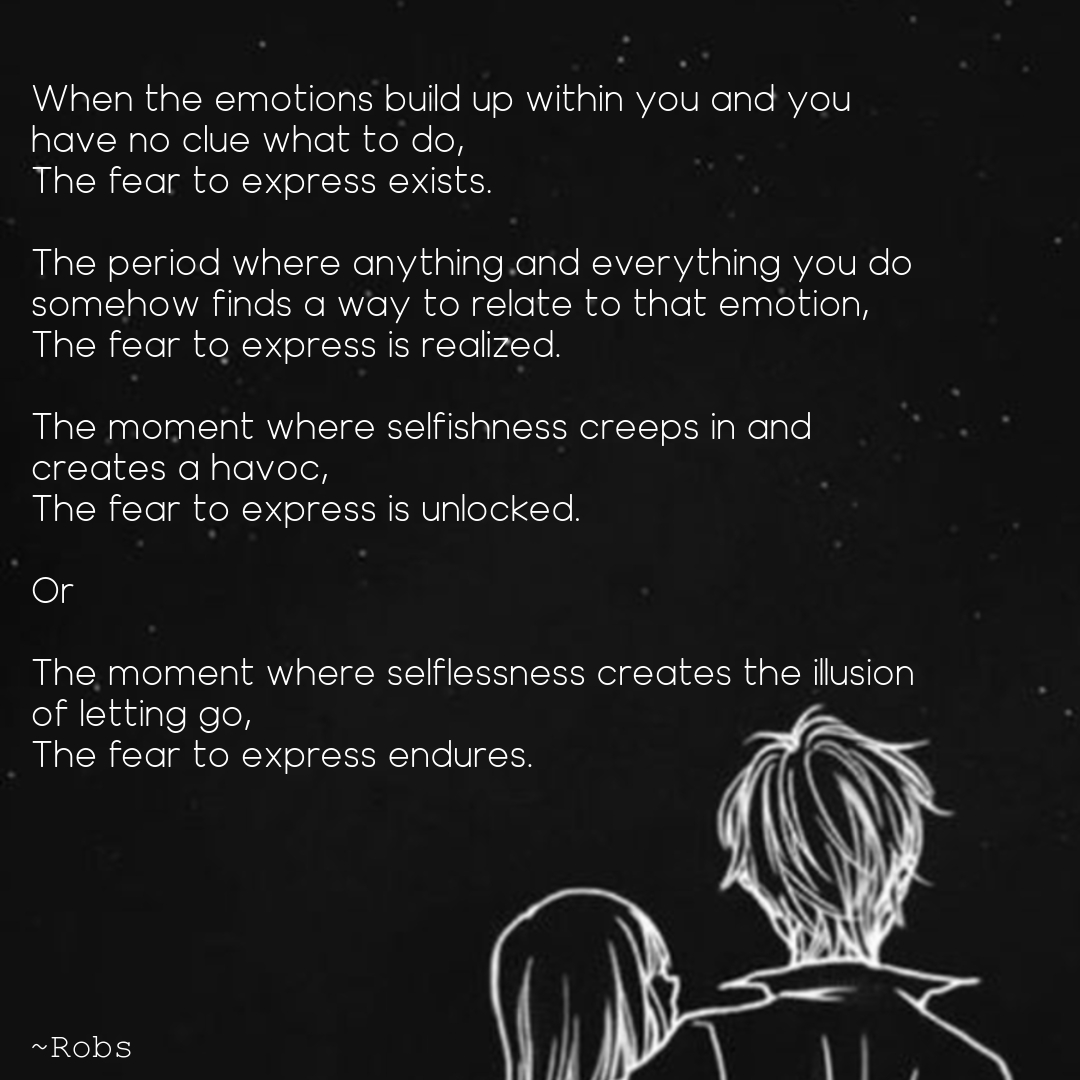 When the emotions build up within you and you
have no clue what to do,
The fear to express exists.
The period where anything and everything you do
somehow finds a way to relate to that emotion,
The fear to express is realized.
The moment where selfishness creeps in and
creates a havoc,
The fear to express is unlocked.
Or
The moment where selflessness creates the illusion
of letting go,
The fear to express endures.
~Robs